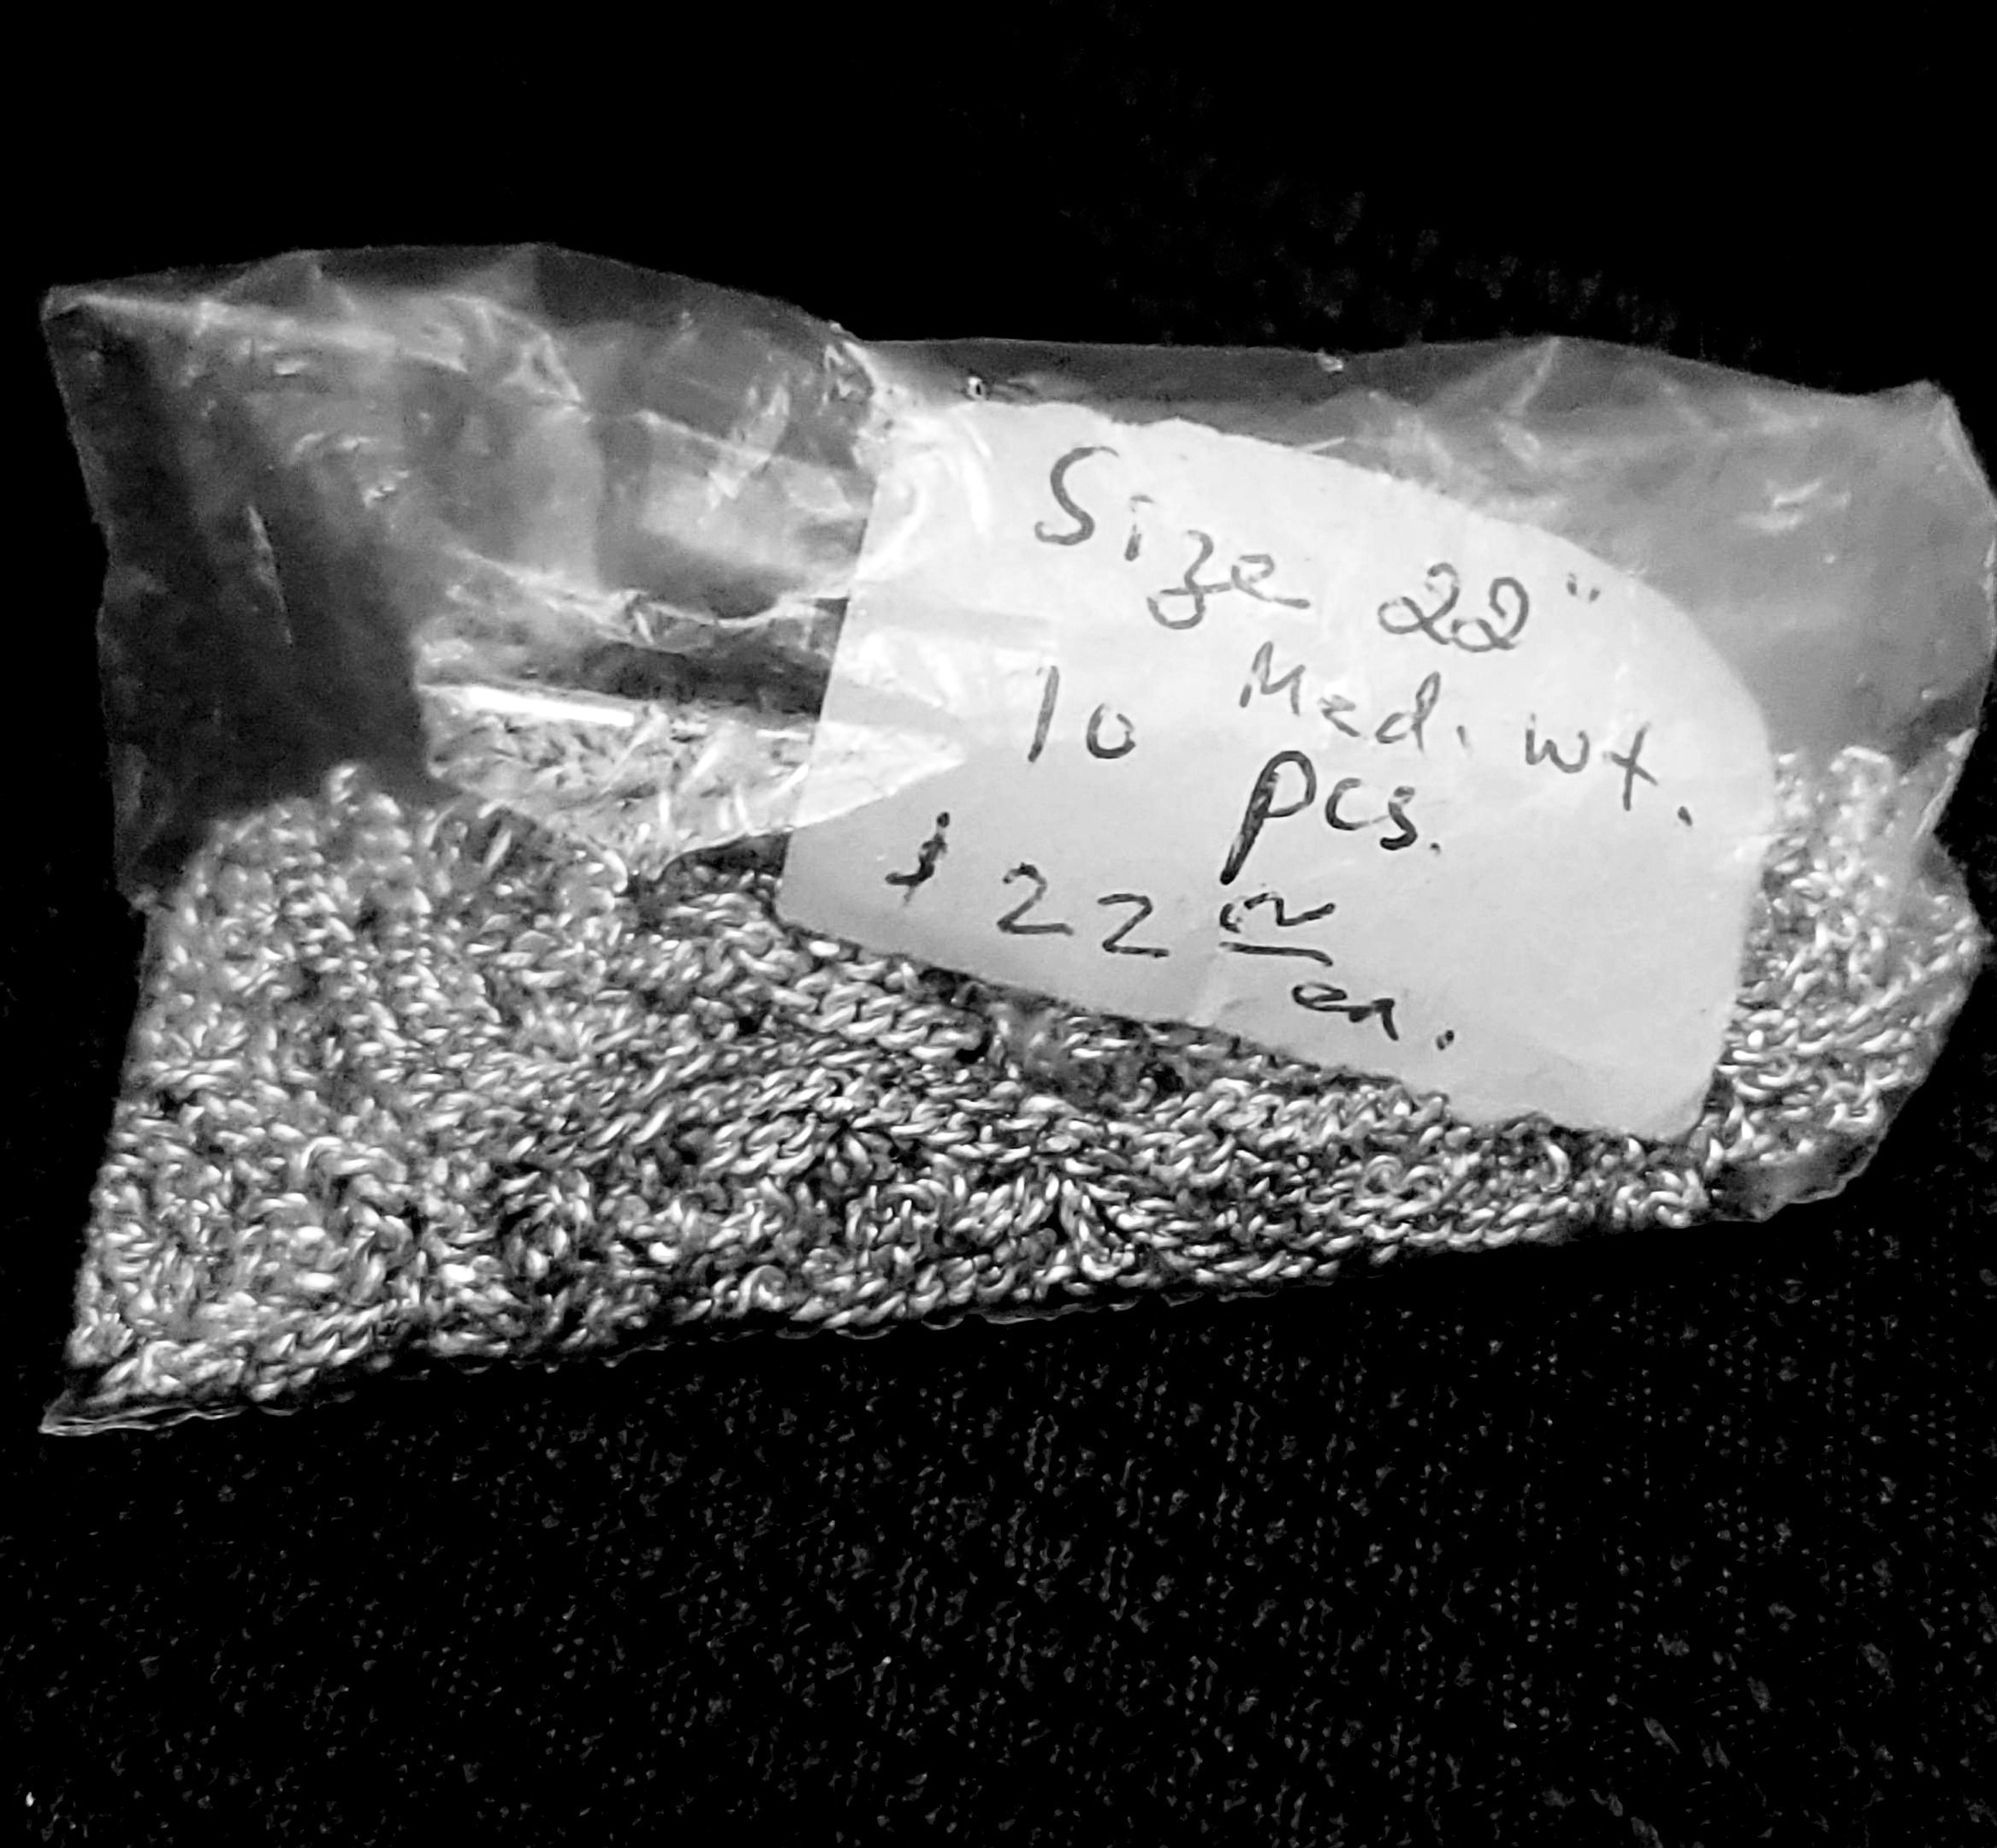 Size 22"
Med. wt.
10 pcs.
$ 22
ea.